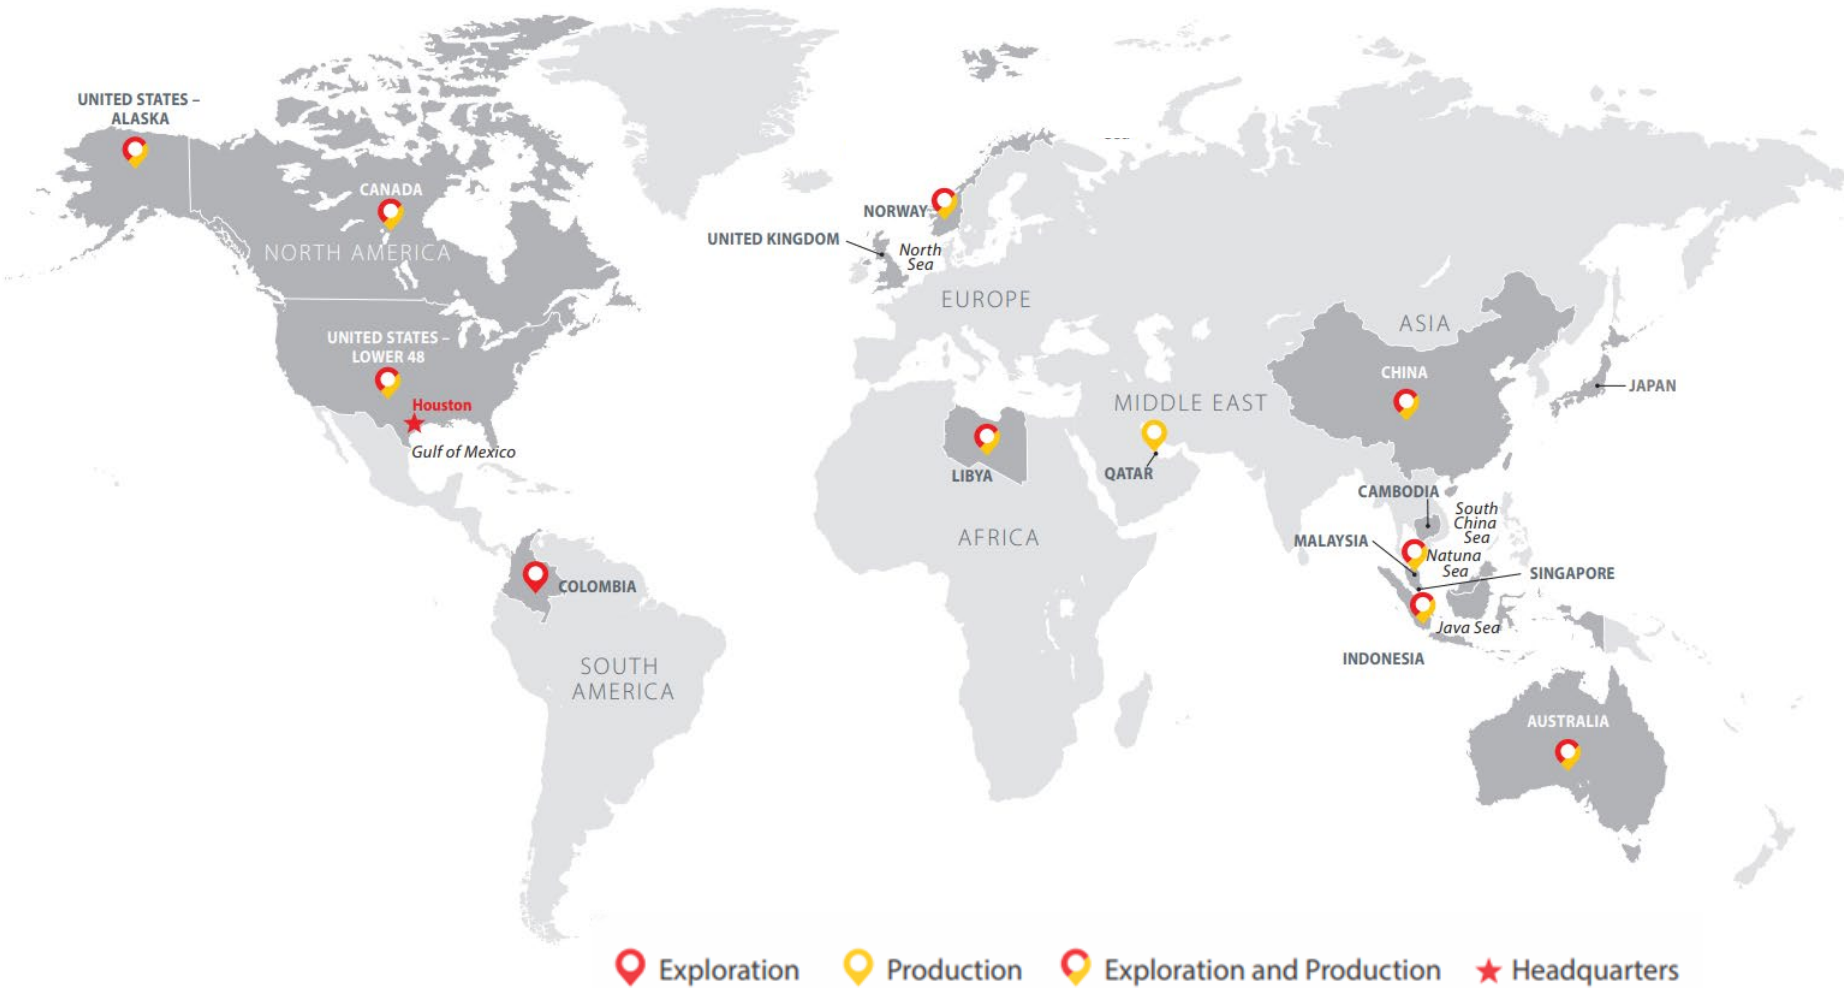 UNITED STATES –
ALASKA
CANADA
NORTH AMERICA
UNITED STATES –
LOWER 48
Houston
Gulf of Mexico
COLOMBIA
SOUTH
AMERICA
NORWAY
UNITED KINGDOM
North
Sea
EUROPE
LIBYA
AFRICA
MIDDLE EAST
QATAR
ASIA
CHINA
JAPAN
CAMBODIA
South
China
Sea
MALAYSIA
Natuna
Sea
SINGAPORE
Java Sea
INDONESIA
AUSTRALIA
Exploration
Production
Exploration and Production
Headquarters